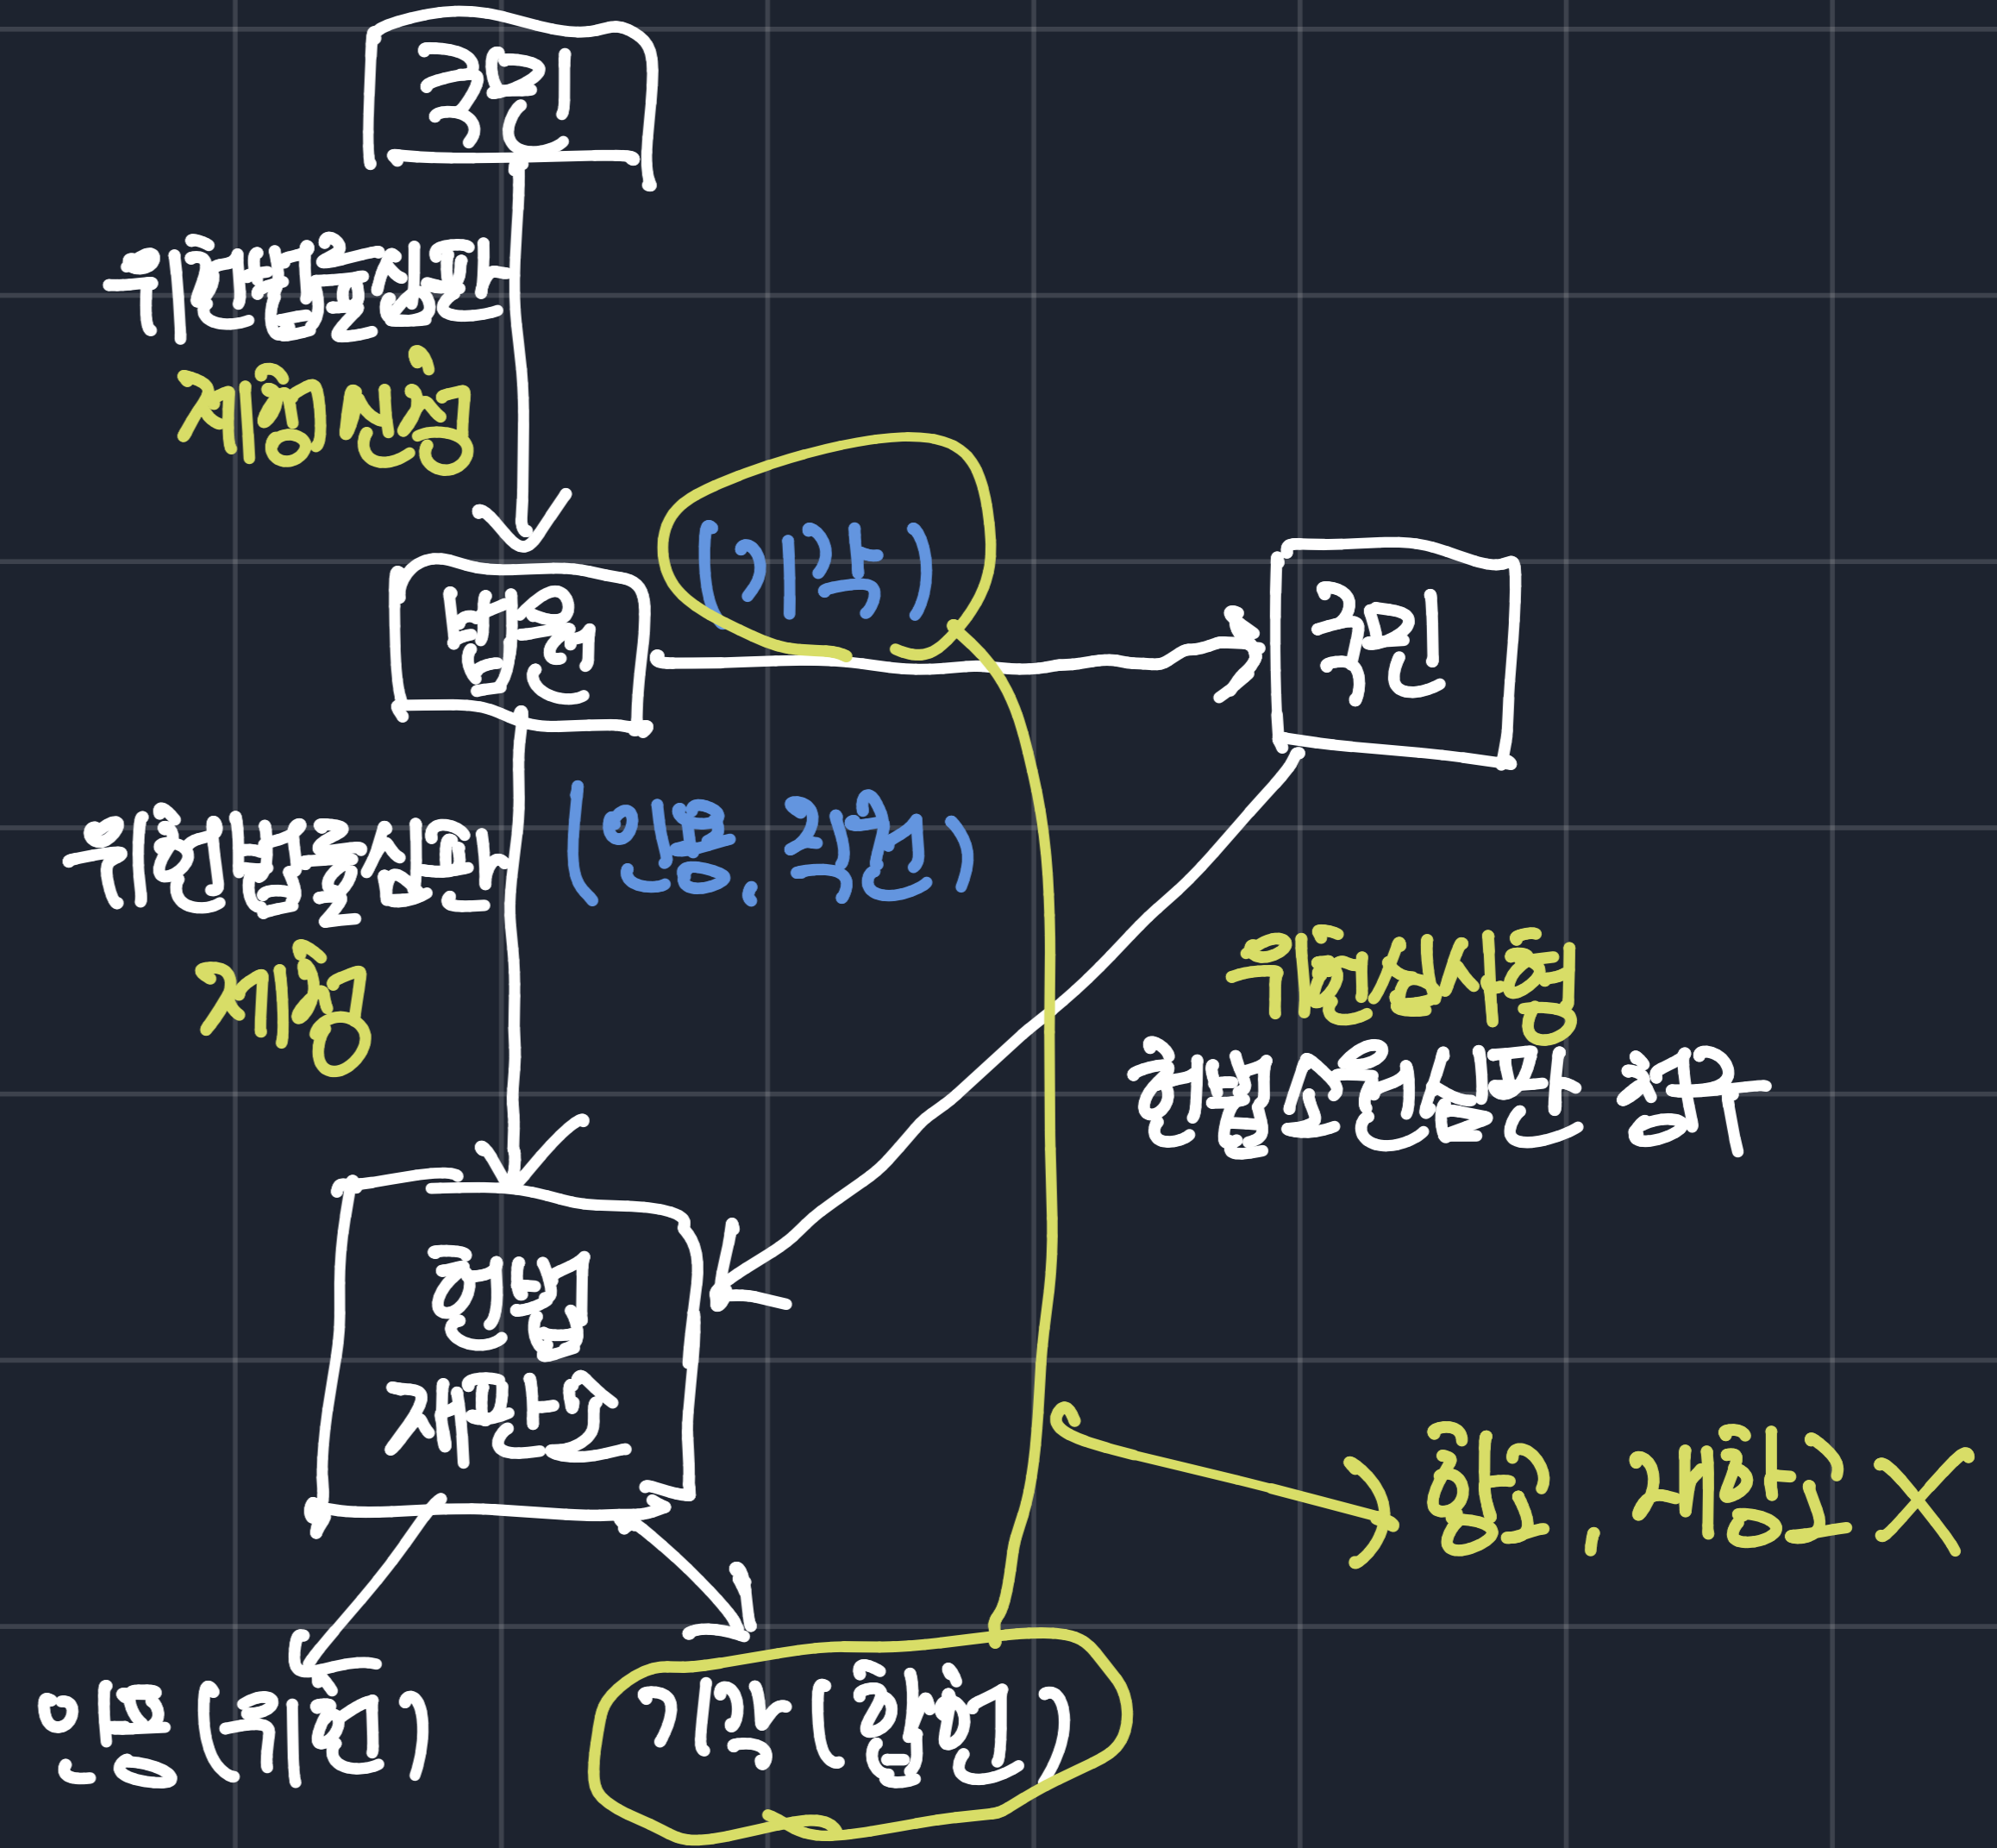 국민
위헌법률심판
제청신청
(기각)
법원
국민
위헌법률심판
제청
(인용, 직권)
위헌심사형
헌법소원심판 청구
헌법
재판소
항고, 재항고 X
인용(위헌)
기각(합헌)